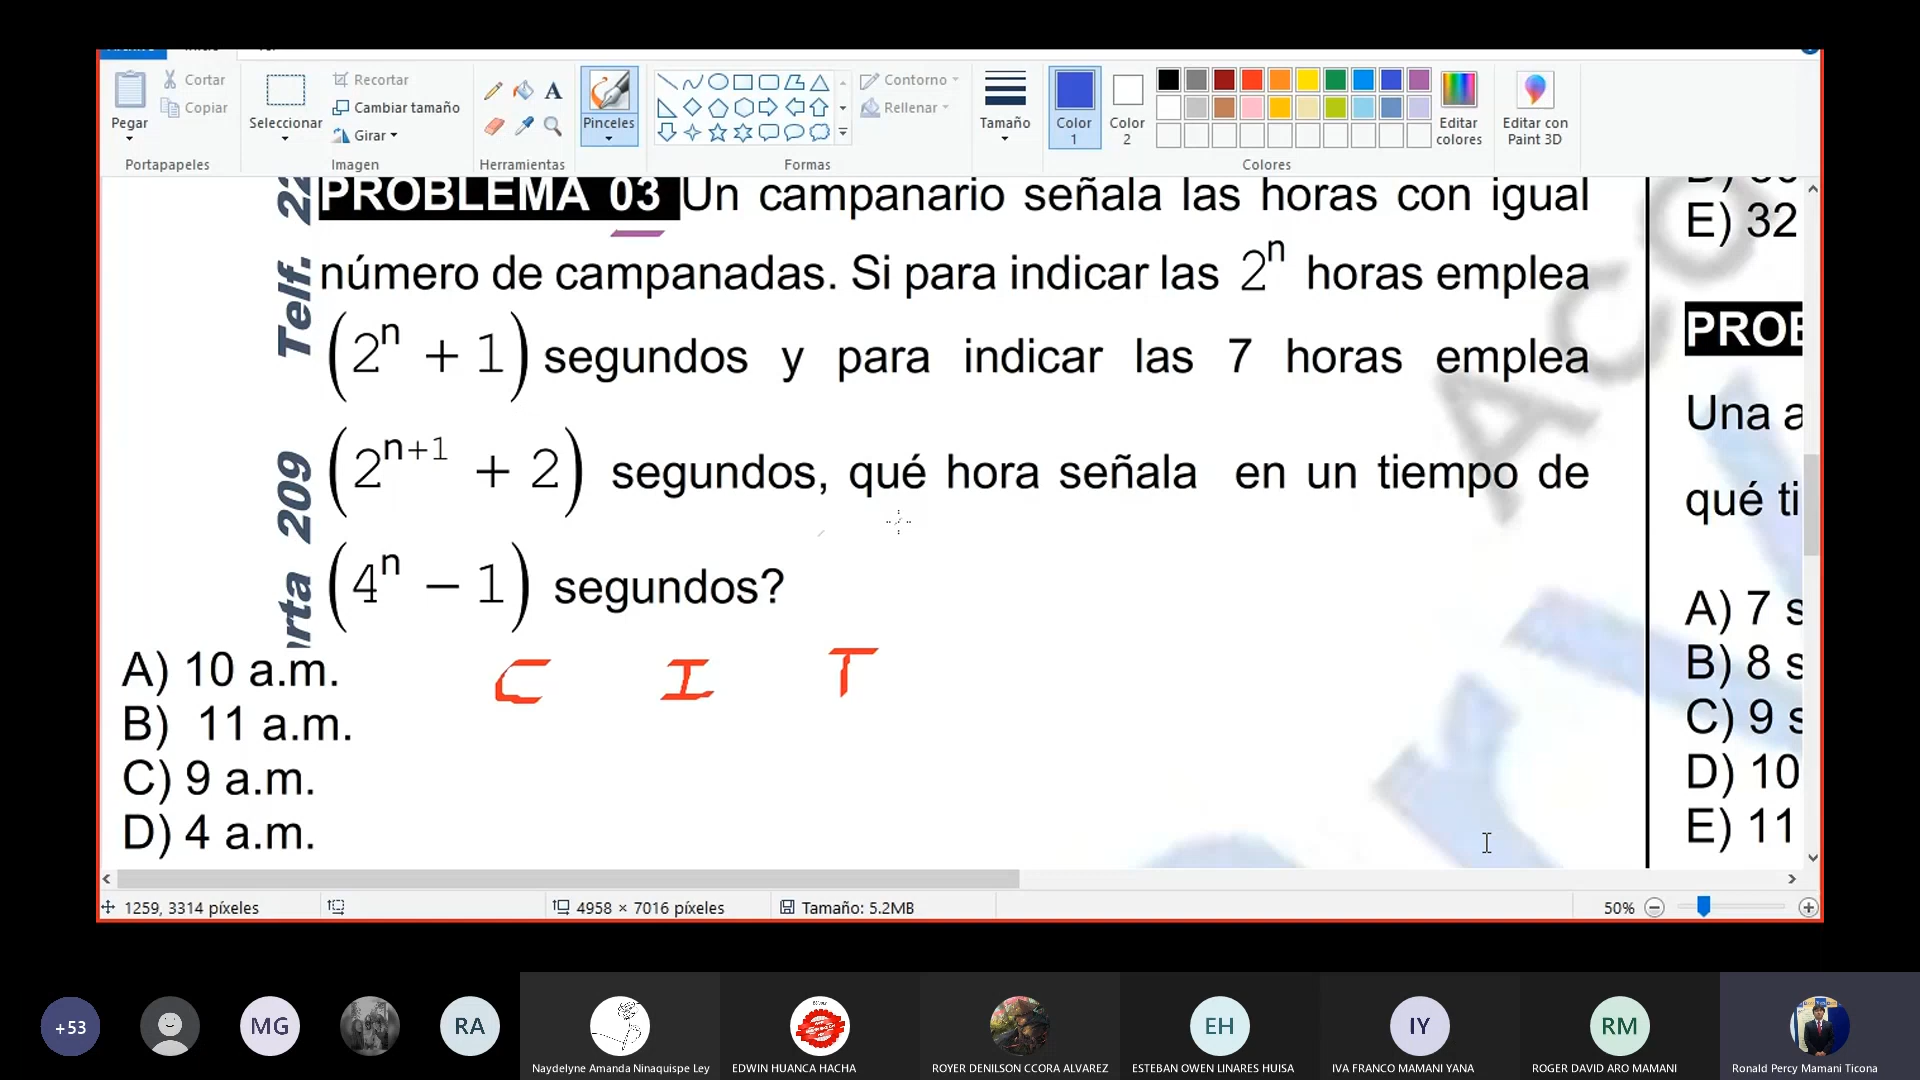 Cortar
Copiar
Pegar
Portapapeles
Seleccionar
Recortar
Cambiar tamaño
Girar
Imagen
A
Herramientas
Pinceles
Contorno
Rellenar
Formas
Tamaño
Color 1
Color 2
Editar colores
Editar con Paint 3D
Colores
PROBLEMA 03 Un campanario señala las horas con igual
número de campanadas. Si para indicar las 2^n horas emplea
(2^n + 1) segundos y para indicar las 7 horas emplea
(2^{n+1} + 2) segundos, qué hora señala en un tiempo de
(4^n − 1) segundos?
A) 10 a.m.
B) 11 a.m.
C) 9 a.m.
D) 4 a.m.
C I T
Telf. 22
209
E) 32
PROB
Una a
qué ti
A) 7 s
B) 8 s
C) 9 s
D) 10
E) 11
1259, 3314 píxeles
4958 × 7016 píxeles
Tamaño: 5.2MB
50%
+53
MG
RA
EH
IY
RM
Naydelyne Amanda Ninaquispe Ley
EDWIN HUANCA HACHA
ROYER DENILSON CCORA ALVAREZ
ESTEBAN OWEN LINARES HUISA
IVA FRANCO MAMANI YANA
ROGER DAVID ARO MAMANI
Ronald Percy Mamani Ticona